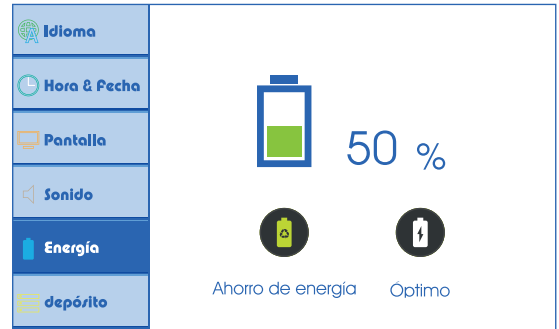 Idioma
Hora & Fecha
Pantalla
Sonido
Energía
depósito
50 %
Ahorro de energía
Óptimo